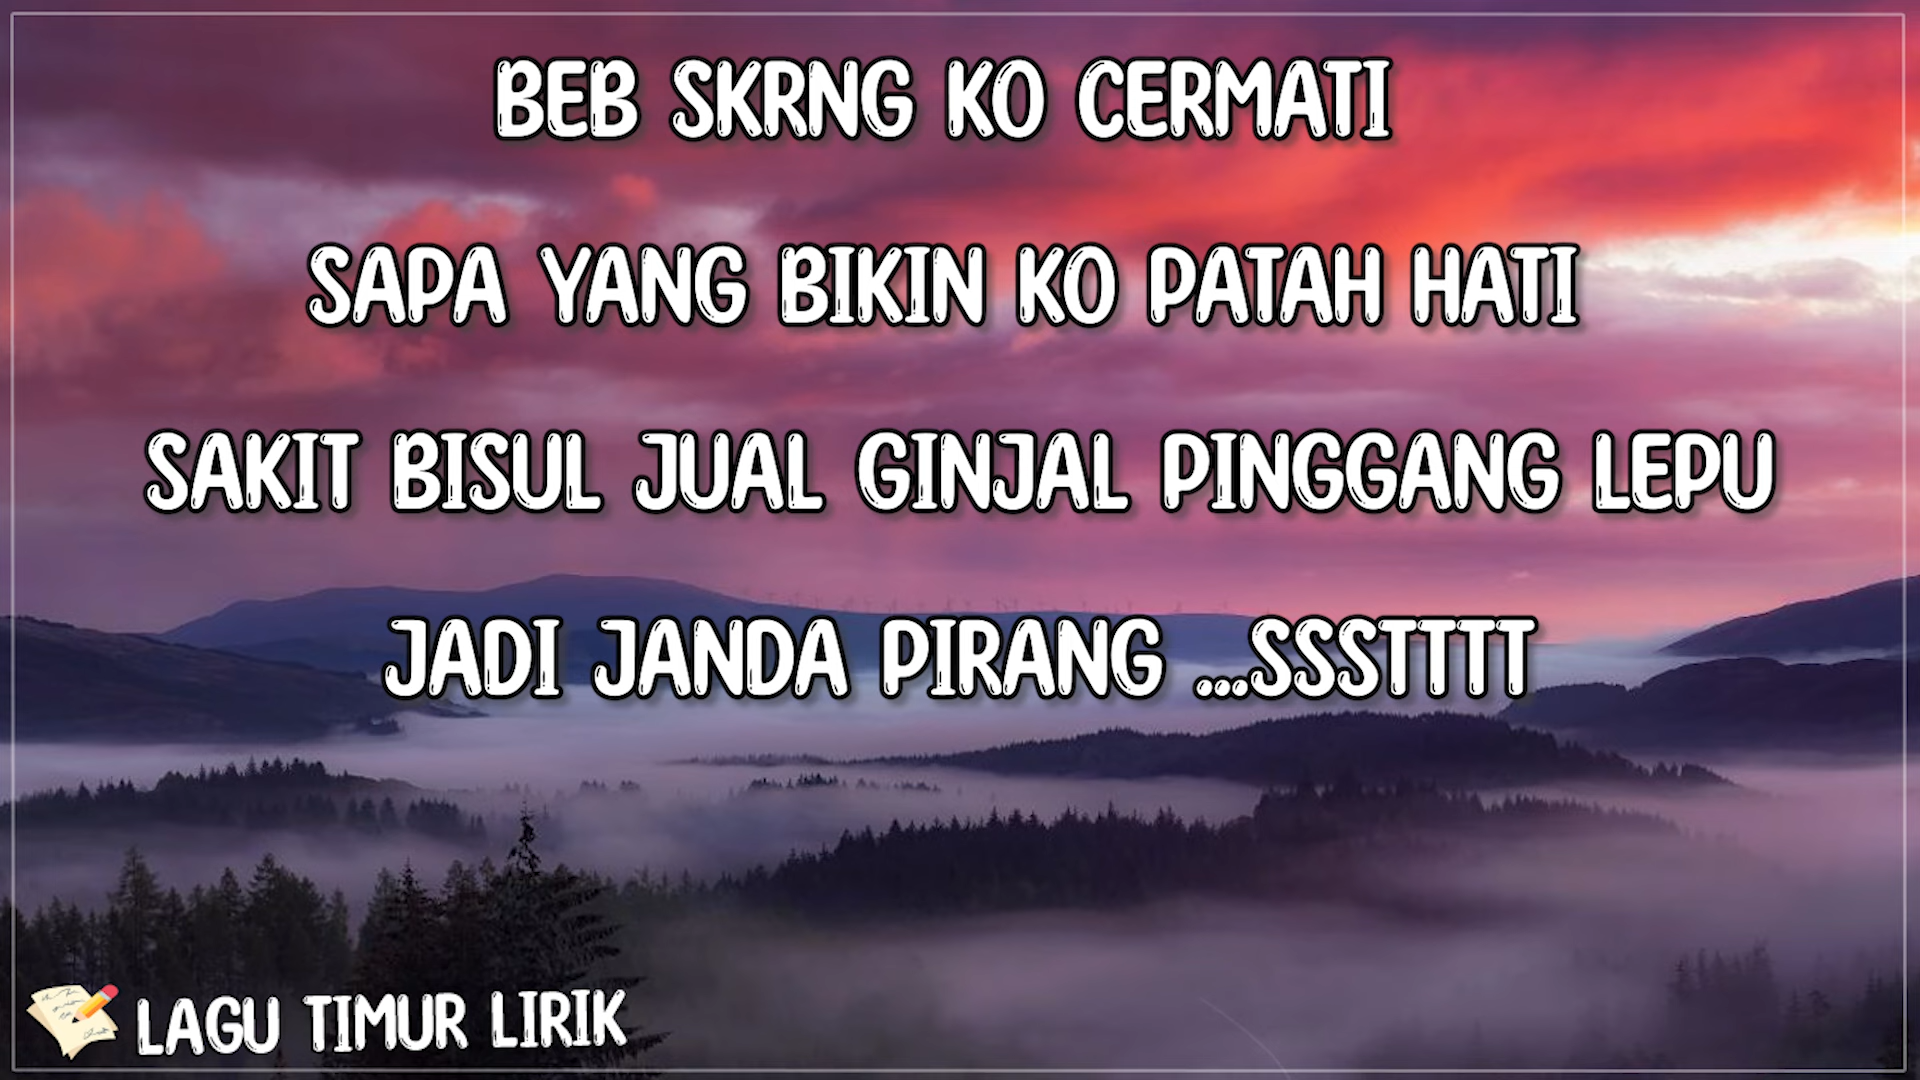 BEB SKRNG KO CERMATI
SAPA YANG BIKIN KO PATAH HATI
SAKIT BISUL JUAL GINJAL PINGGANG LEPU
JADI JANDA PIRANG ...SSSTTTT
LAGU TIMUR LIRIK